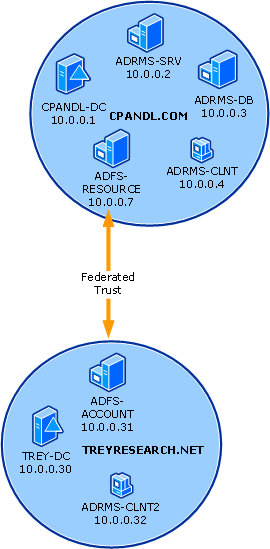 ADRMS-SRV
10.0.0.2
CPANDL-DC
10.0.0.1
ADRMS-DB
10.0.0.3
CPANDL.COM
ADFS-
RESOURCE
10.0.0.7
ADRMS-CLNT
10.0.0.4
Federated
Trust
ADFS-
ACCOUNT
10.0.0.31
TREY-DC
10.0.0.30
TREYRESEARCH.NET
ADRMS-CLNT2
10.0.0.32